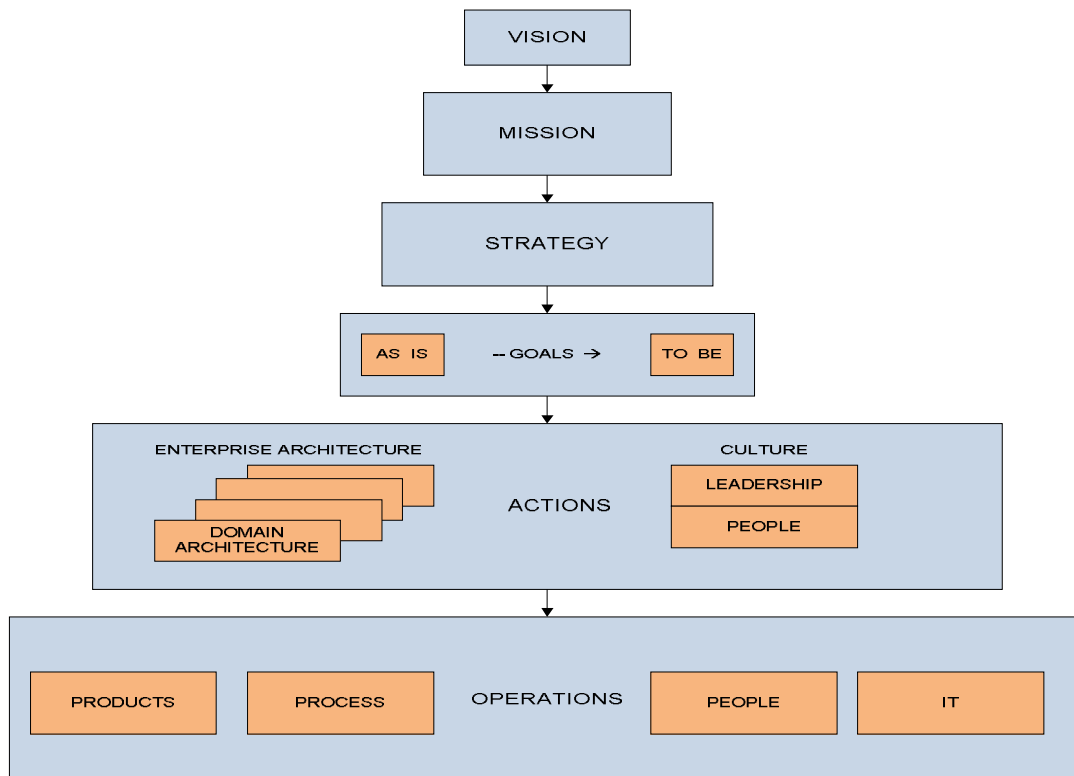 VISION
MISSION
STRATEGY
AS IS
-- GOALS →
TO BE
ENTERPRISE ARCHITECTURE
CULTURE
LEADERSHIP
ACTIONS
PEOPLE
DOMAIN
ARCHITECTURE
PRODUCTS
PROCESS
OPERATIONS
PEOPLE
IT